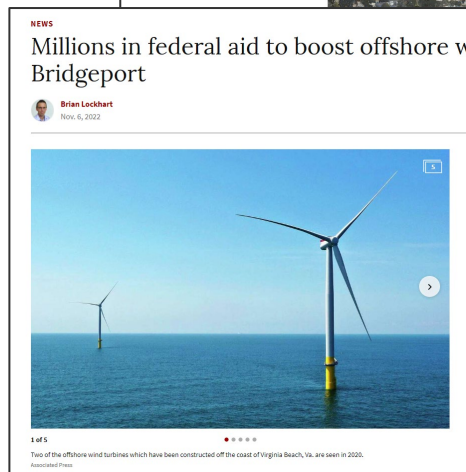 NEWS
Millions in federal aid to boost offshore
Bridgeport
Brian Lockhart
Nov. 6, 2022
5
1 of 5
Two of the offshore wind turbines which have been constructed off the coast of Virginia Beach, Va. are seen in 2020.
Associated Press